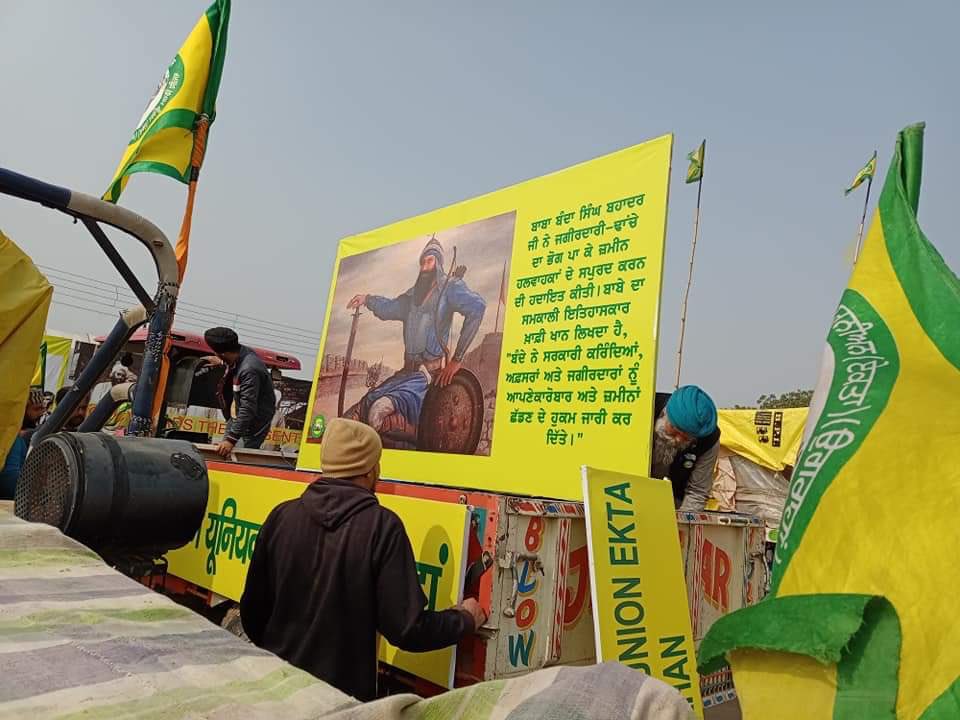 ਬਾਬਾ ਬੰਦਾ ਸਿੰਘ ਬਹਾਦਰ
ਜੀ ਨੇ ਜਗੀਰਦਾਰੀ-ਢਾਂਚੇ
ਦਾ ਭੋਗ ਪਾ ਕੇ ਜ਼ਮੀਨ
ਹਲਵਾਹਕਾਂ ਦੇ ਸਪੁਰਦ ਕਰਨ
ਦੀ ਹਦਾਇਤ ਕੀਤੀ। ਬਾਬੇ ਦਾ
ਸਮਕਾਲੀ ਇਤਿਹਾਸਕਾਰ
ਖ਼ਾਫ਼ੀ ਖਾਨ ਲਿਖਦਾ ਹੈ,
"ਬੰਦੇ ਨੇ ਸਰਕਾਰੀ ਕਰਿੰਦਿਆਂ,
ਅਫ਼ਸਰਾਂ ਅਤੇ ਜਗੀਰਦਾਰਾਂ ਨੂੰ
ਆਪਣੇਕਾਰੋਬਾਰ ਅਤੇ ਜ਼ਮੀਨਾਂ
ਛੱਡਣ ਦੇ ਹੁਕਮ ਜਾਰੀ ਕਰ
ਦਿੱਤੇ।"
ਯੂਨੀਅਨ
BLOW
UNION EKTA